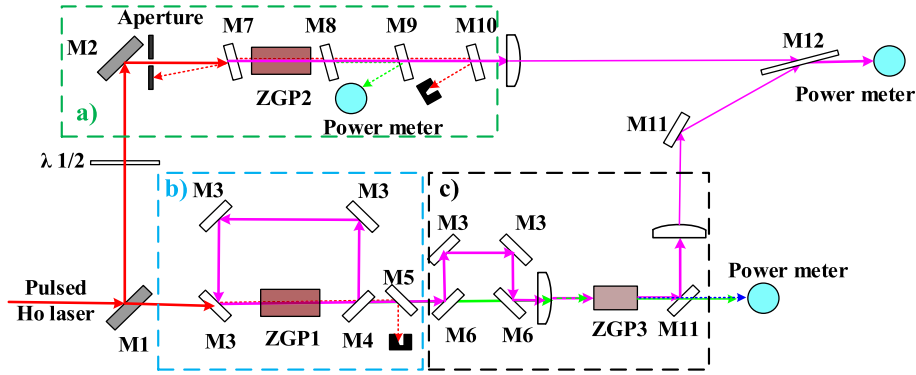 Aperture
M7
M8
M9
M10
M2
M12
ZGP2
a)
Power meter
Power meter
M11
λ 1/2
b)
c)
M3
M3
M3
M3
M5
Power meter
Pulsed
Ho laser
M1
M3
ZGP1
M4
M6
M6
ZGP3
M11